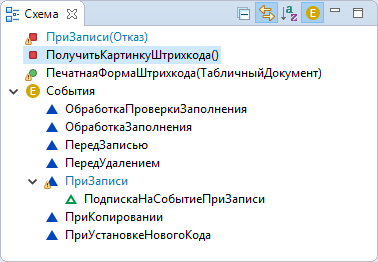 Схема
ПриЗаписи(Отказ)
ПолучитьКартинкуШтрихкода()
ПечатнаяФормаШтрихкода(ТабличныйДокумент)
События
ОбработкаПроверкиЗаполнения
ОбработкаЗаполнения
ПередЗаписью
ПередУдалением
ПриЗаписи
ПодпискаНаСобытиеПриЗаписи
ПриКопировании
ПриУстановкеНовогоКода